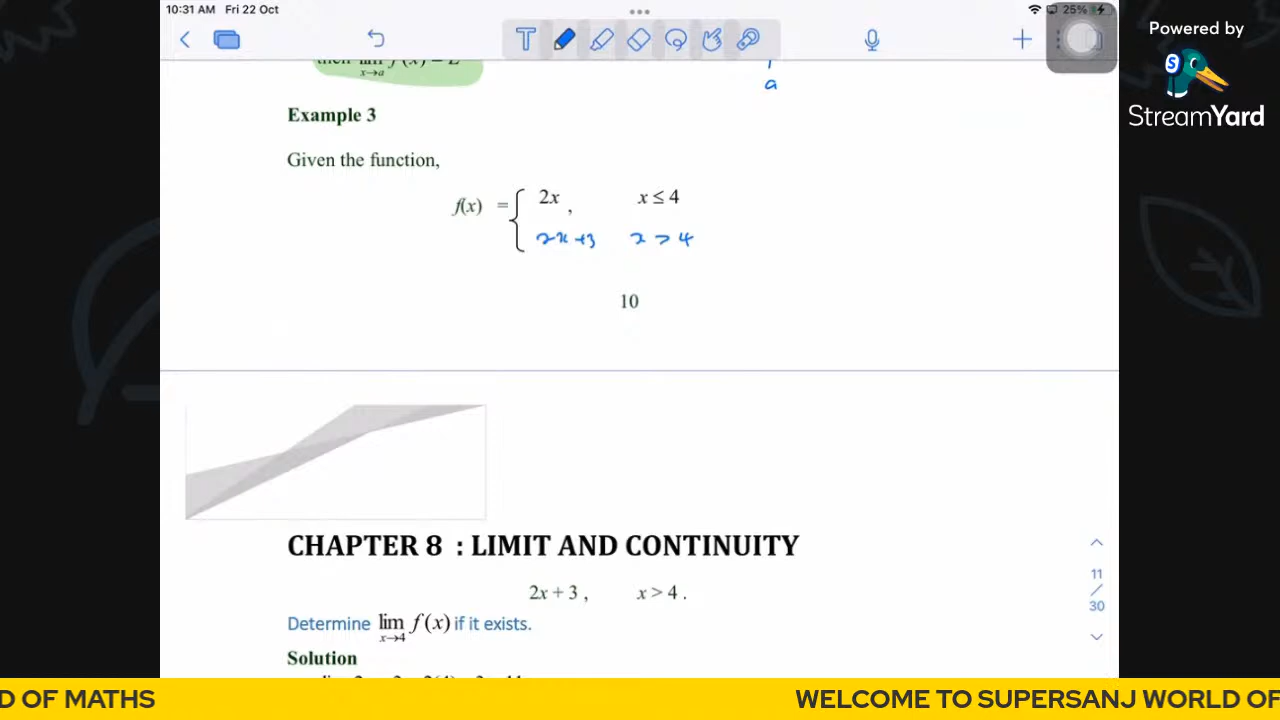 10:31 AM Fri 22 Oct
25%
Powered by
StreamYard
x→a
a
Example 3
Given the function,
f(x) = { 2x , x ≤ 4
2x +3 x > 4
10
CHAPTER 8 : LIMIT AND CONTINUITY
2x + 3 , x > 4 .
11
/
30
Determine lim f(x) if it exists.
x→4
Solution
D OF MATHS WELCOME TO SUPERSANJ WORLD OF